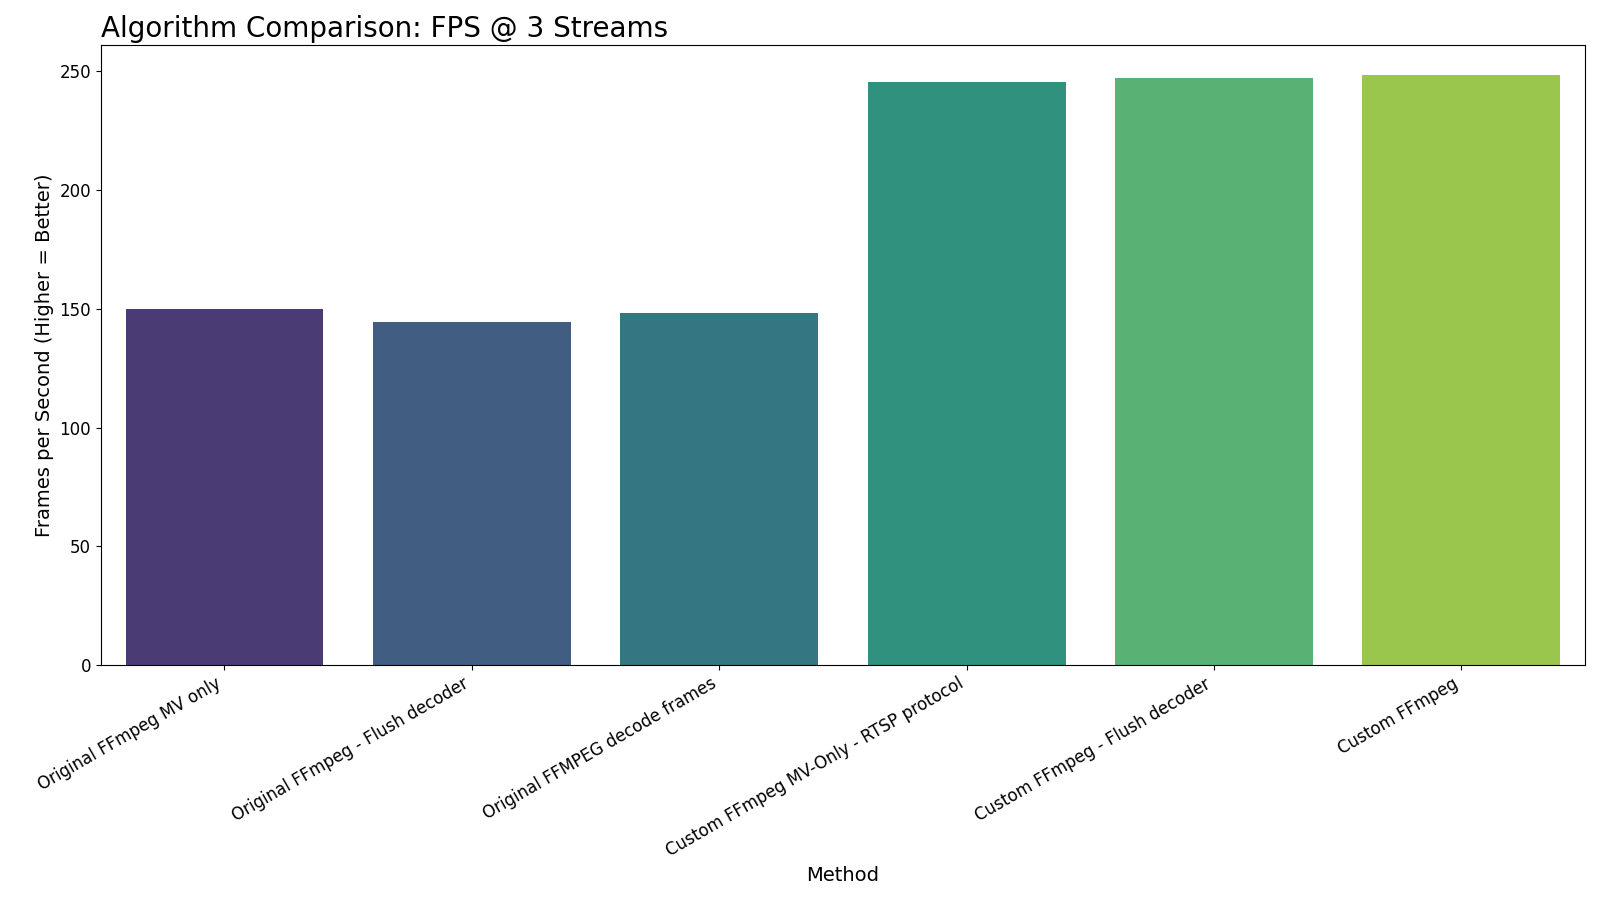 Algorithm Comparison: FPS @ 3 Streams
Frames per Second (Higher = Better)
250
200
150
100
50
0
Original FFmpeg MV only
Original FFmpeg - Flush decoder
Original FFMPEG decode frames
Custom FFmpeg MV-Only - RTSP protocol
Custom FFmpeg - Flush decoder
Custom FFmpeg
Method